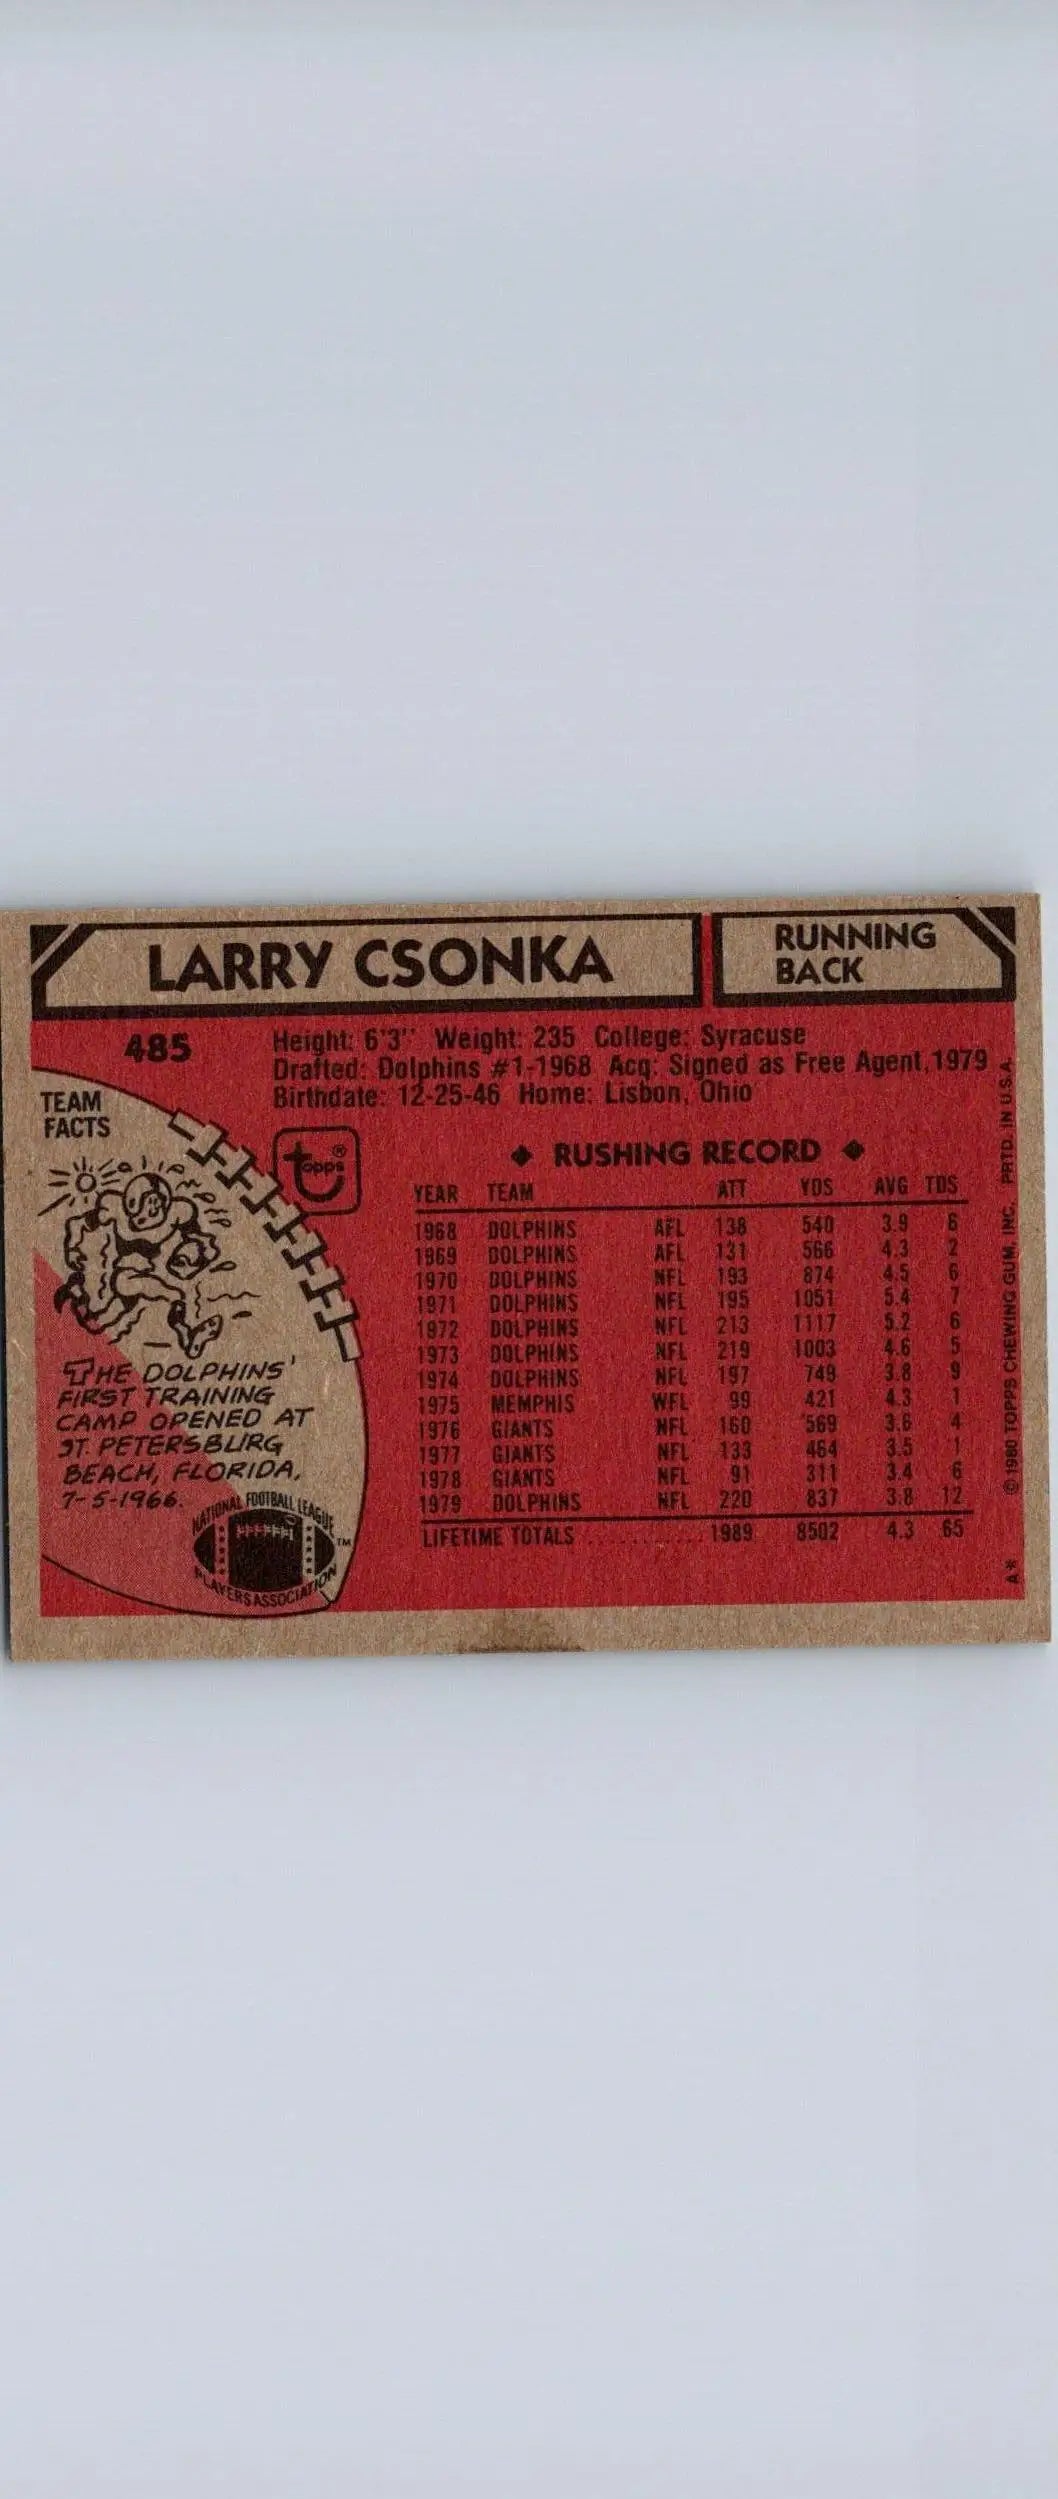 LARRY CSONKA
RUNNING
BACK
485
Height: 6'3" Weight: 235 College: Syracuse
Drafted: Dolphins #1-1968 Acq: Signed as Free Agent, 1979
Birthdate: 12-25-46 Home: Lisbon, Ohio
TEAM
FACTS
topps ®
THE DOLPHINS'
FIRST TRAINING
CAMP OPENED AT
ST. PETERSBURG
BEACH, FLORIDA,
7-5-1966.
NATIONAL FOOTBALL LEAGUE
PLAYERS ASSOCIATION
TM
◆ RUSHING RECORD ◆
YEAR TEAM ATT YDS AVG TDS
1968 DOLPHINS AFL 138 540 3.9 6
1969 DOLPHINS AFL 131 566 4.3 2
1970 DOLPHINS NFL 193 874 4.5 6
1971 DOLPHINS NFL 195 1051 5.4 7
1972 DOLPHINS NFL 213 1117 5.2 6
1973 DOLPHINS NFL 219 1003 4.6 5
1974 DOLPHINS NFL 197 749 3.8 9
1975 MEMPHIS WFL 99 421 4.3 1
1976 GIANTS NFL 160 569 3.6 4
1977 GIANTS NFL 133 464 3.5 1
1978 GIANTS NFL 91 311 3.4 6
1979 DOLPHINS NFL 220 837 3.8 12
LIFETIME TOTALS ........... 1989 8502 4.3 65
A* © 1980 TOPPS CHEWING GUM, INC. PRTD. IN U.S.A.